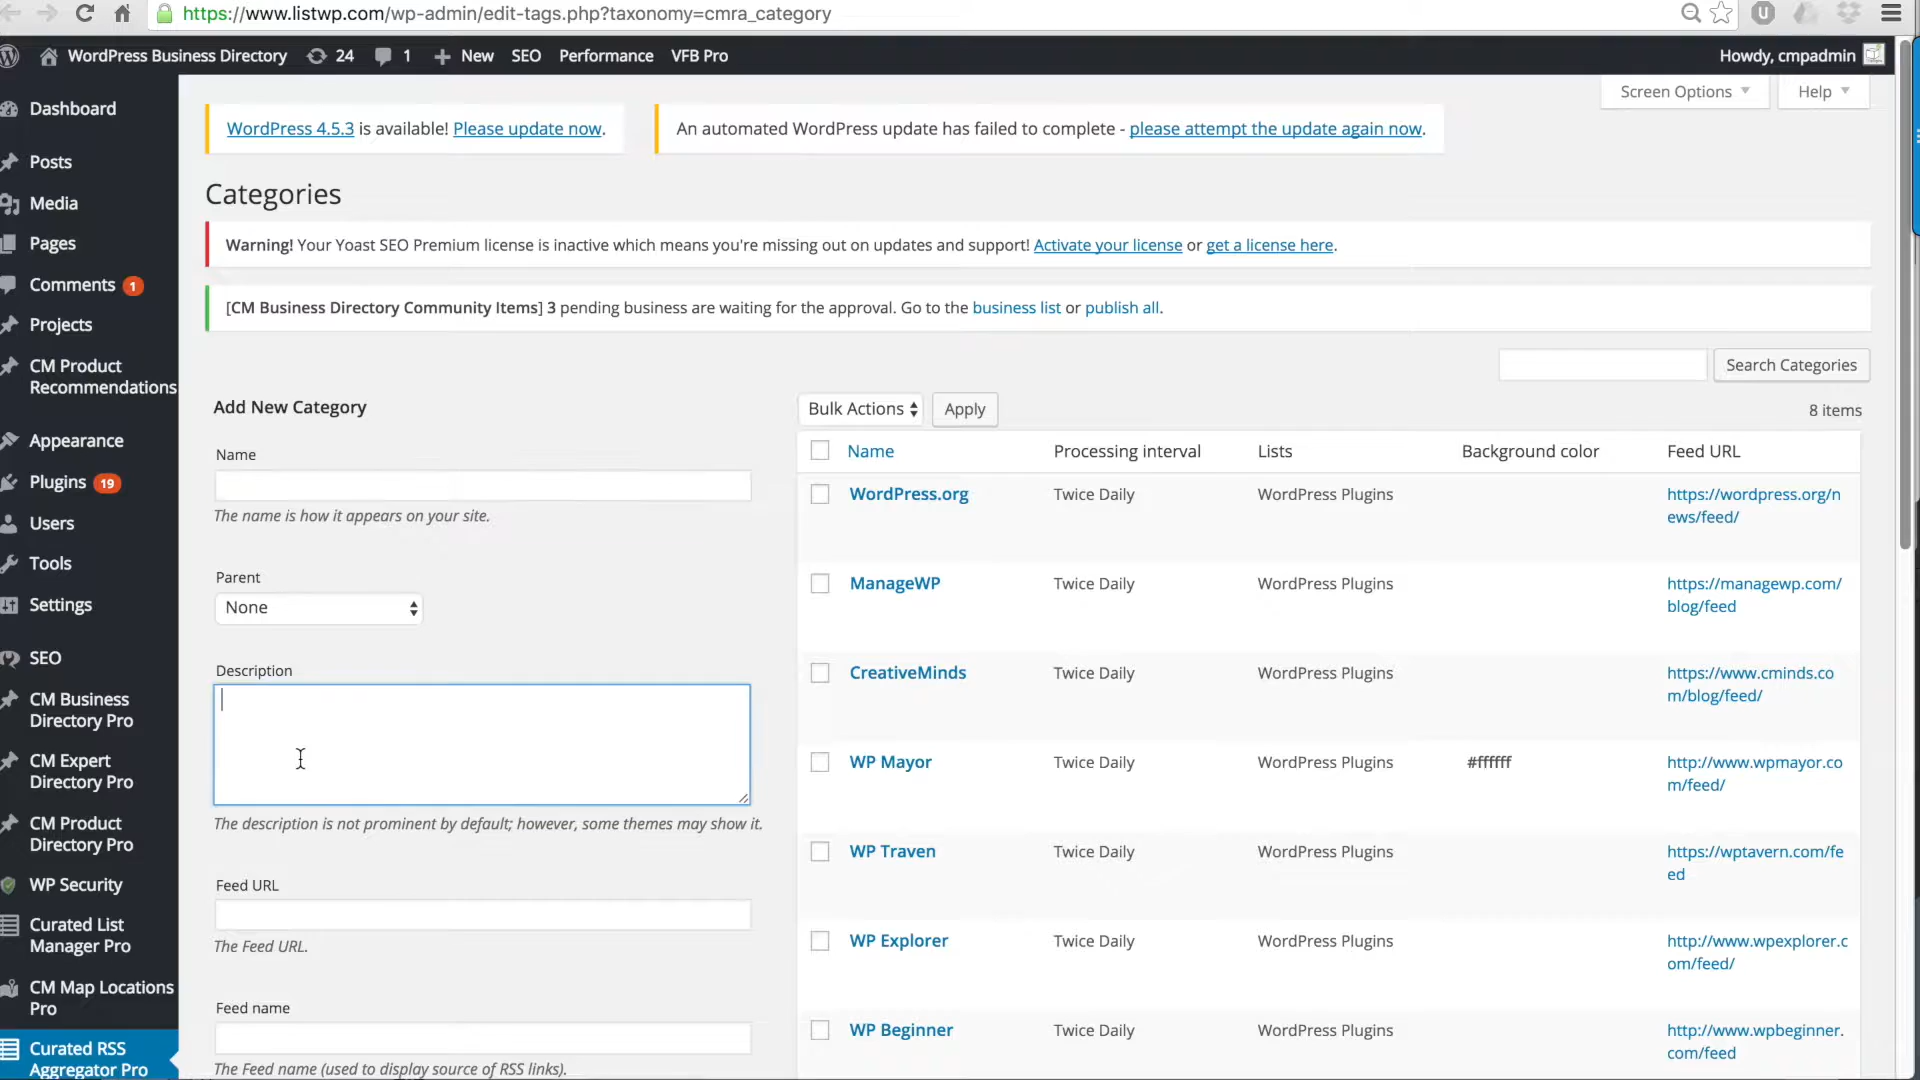 https://www.listwp.com/wp-admin/edit-tags.php?taxonomy=cmra_category
WordPress Business Directory 24 1 New SEO Performance VFB Pro Howdy, cmpadmin
Screen Options Help
Dashboard
Posts
Media
Pages
Comments 1
Projects
CM Product
Recommendations
Appearance
Plugins 19
Users
Tools
Settings
SEO
CM Business
Directory Pro
CM Expert
Directory Pro
CM Product
Directory Pro
WP Security
Curated List
Manager Pro
CM Map Locations
Pro
Curated RSS
Aggregator Pro
WordPress 4.5.3 is available! Please update now.
An automated WordPress update has failed to complete - please attempt the update again now.
Categories
Warning! Your Yoast SEO Premium license is inactive which means you're missing out on updates and support! Activate your license or get a license here.
[CM Business Directory Community Items] 3 pending business are waiting for the approval. Go to the business list or publish all.
Search Categories
Add New Category
Name
The name is how it appears on your site.
Parent
None
Description
The description is not prominent by default; however, some themes may show it.
Feed URL
The Feed URL.
Feed name
The Feed name (used to display source of RSS links).
Bulk Actions Apply 8 items
Name Processing interval Lists Background color Feed URL
WordPress.org Twice Daily WordPress Plugins https://wordpress.org/n
ews/feed/
ManageWP Twice Daily WordPress Plugins https://managewp.com/
blog/feed
CreativeMinds Twice Daily WordPress Plugins https://www.cminds.co
m/blog/feed/
WP Mayor Twice Daily WordPress Plugins #ffffff http://www.wpmayor.co
m/feed/
WP Traven Twice Daily WordPress Plugins https://wptavern.com/fe
ed
WP Explorer Twice Daily WordPress Plugins http://www.wpexplorer.c
om/feed/
WP Beginner Twice Daily WordPress Plugins http://www.wpbeginner.
com/feed